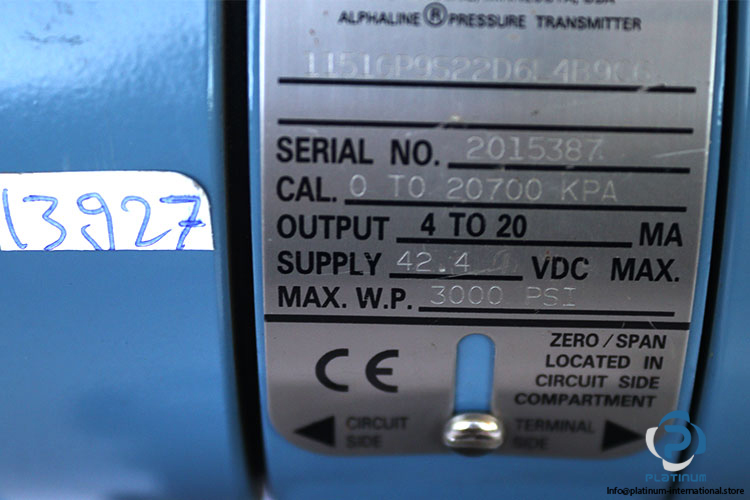 ALPHALINE ® PRESSURE TRANSMITTER
1151GP9S22D6L4B9C6
SERIAL NO. 2015387
CAL. 0 TO 20700 KPA
OUTPUT 4 TO 20 MA
SUPPLY 42.4 VDC MAX.
MAX. W.P. 3000 PSI
13927
CE
ZERO / SPAN
LOCATED IN
CIRCUIT SIDE
COMPARTMENT
CIRCUIT
SIDE
TERMINAL
SIDE
PLATINUM
Info@platinum-international.store